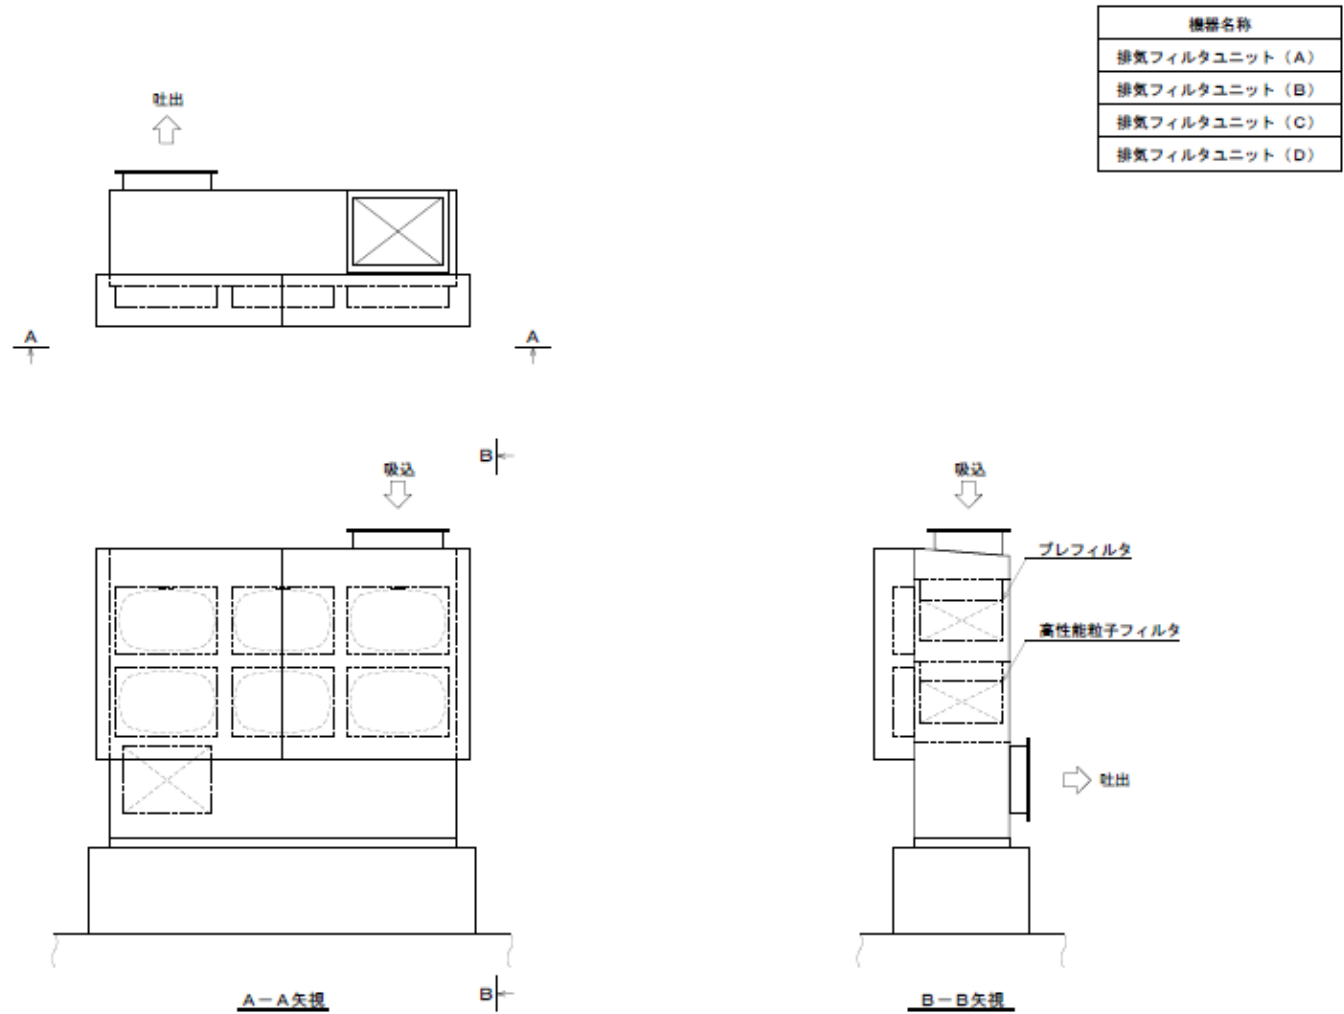 機器名称
排気フィルタユニット（A）
排気フィルタユニット（B）
排気フィルタユニット（C）
排気フィルタユニット（D）
吐出
A
A
B
吸込
吸込
プレフィルタ
高性能粒子フィルタ
吐出
B
A－A矢視
B－B矢視